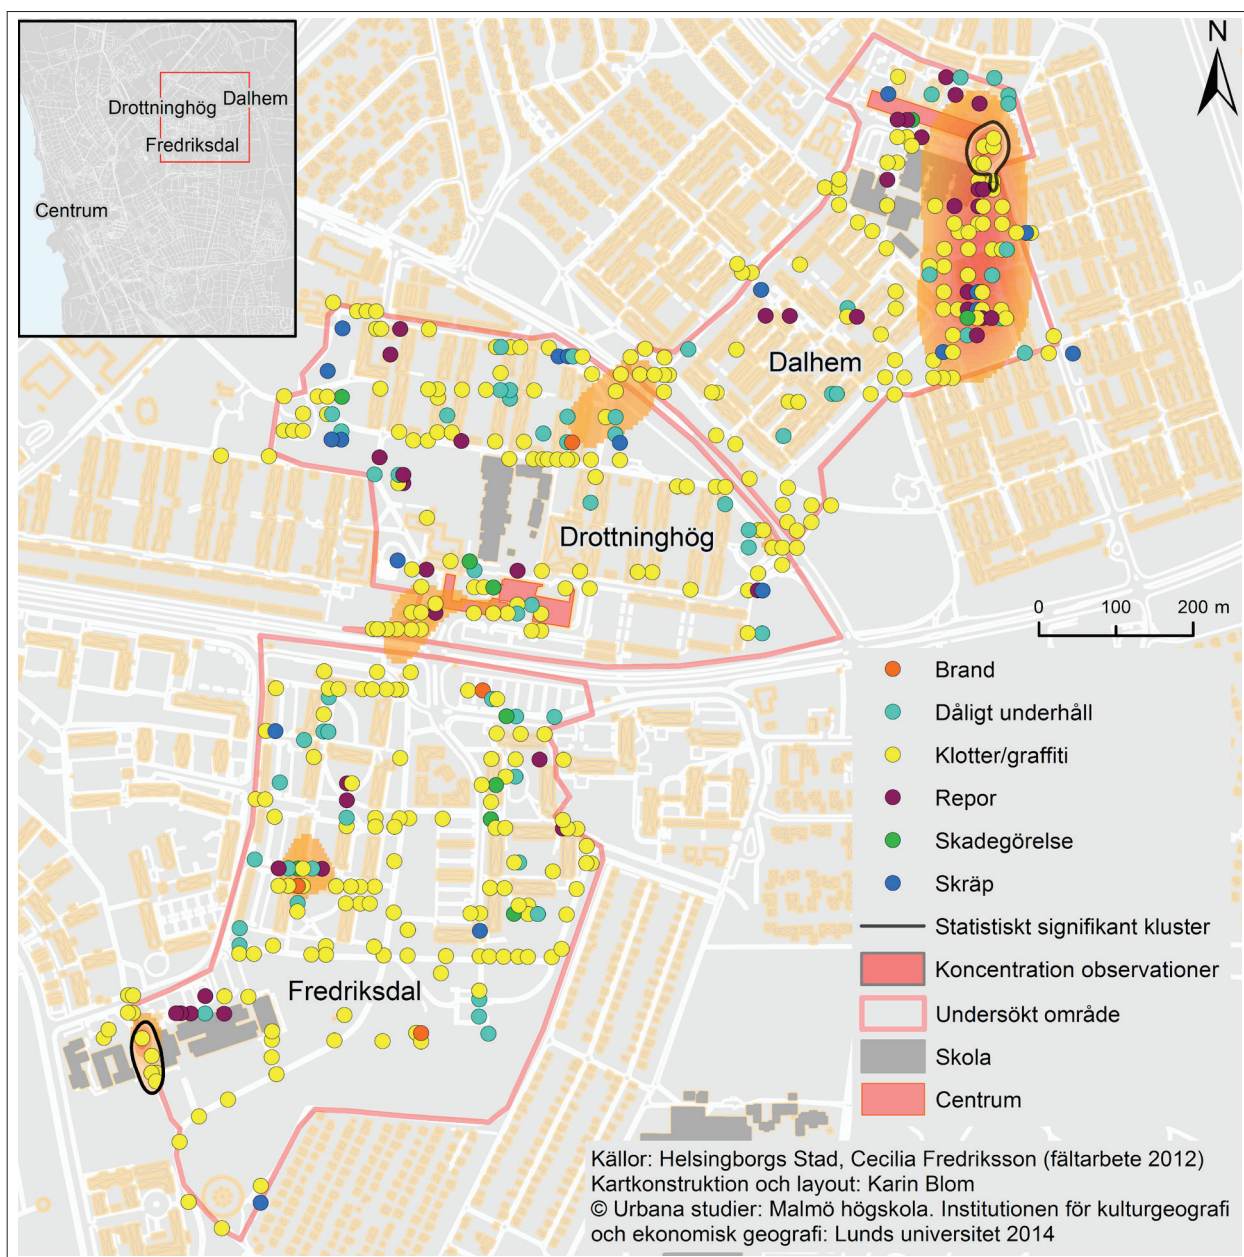 N
Drottninghög
Dalhem
Fredriksdal
Centrum
Dalhem
Drottninghög
0 100 200 m
Brand
Dåligt underhåll
Klotter/graffiti
Repor
Skadegörelse
Skräp
Statistiskt signifikant kluster
Koncentration observationer
Undersökt område
Skola
Centrum
Fredriksdal
Källor: Helsingborgs Stad, Cecilia Fredriksson (fältarbete 2012)
Kartkonstruktion och layout: Karin Blom
© Urbana studier: Malmö högskola. Institutionen för kulturgeografi
och ekonomisk geografi: Lunds universitet 2014